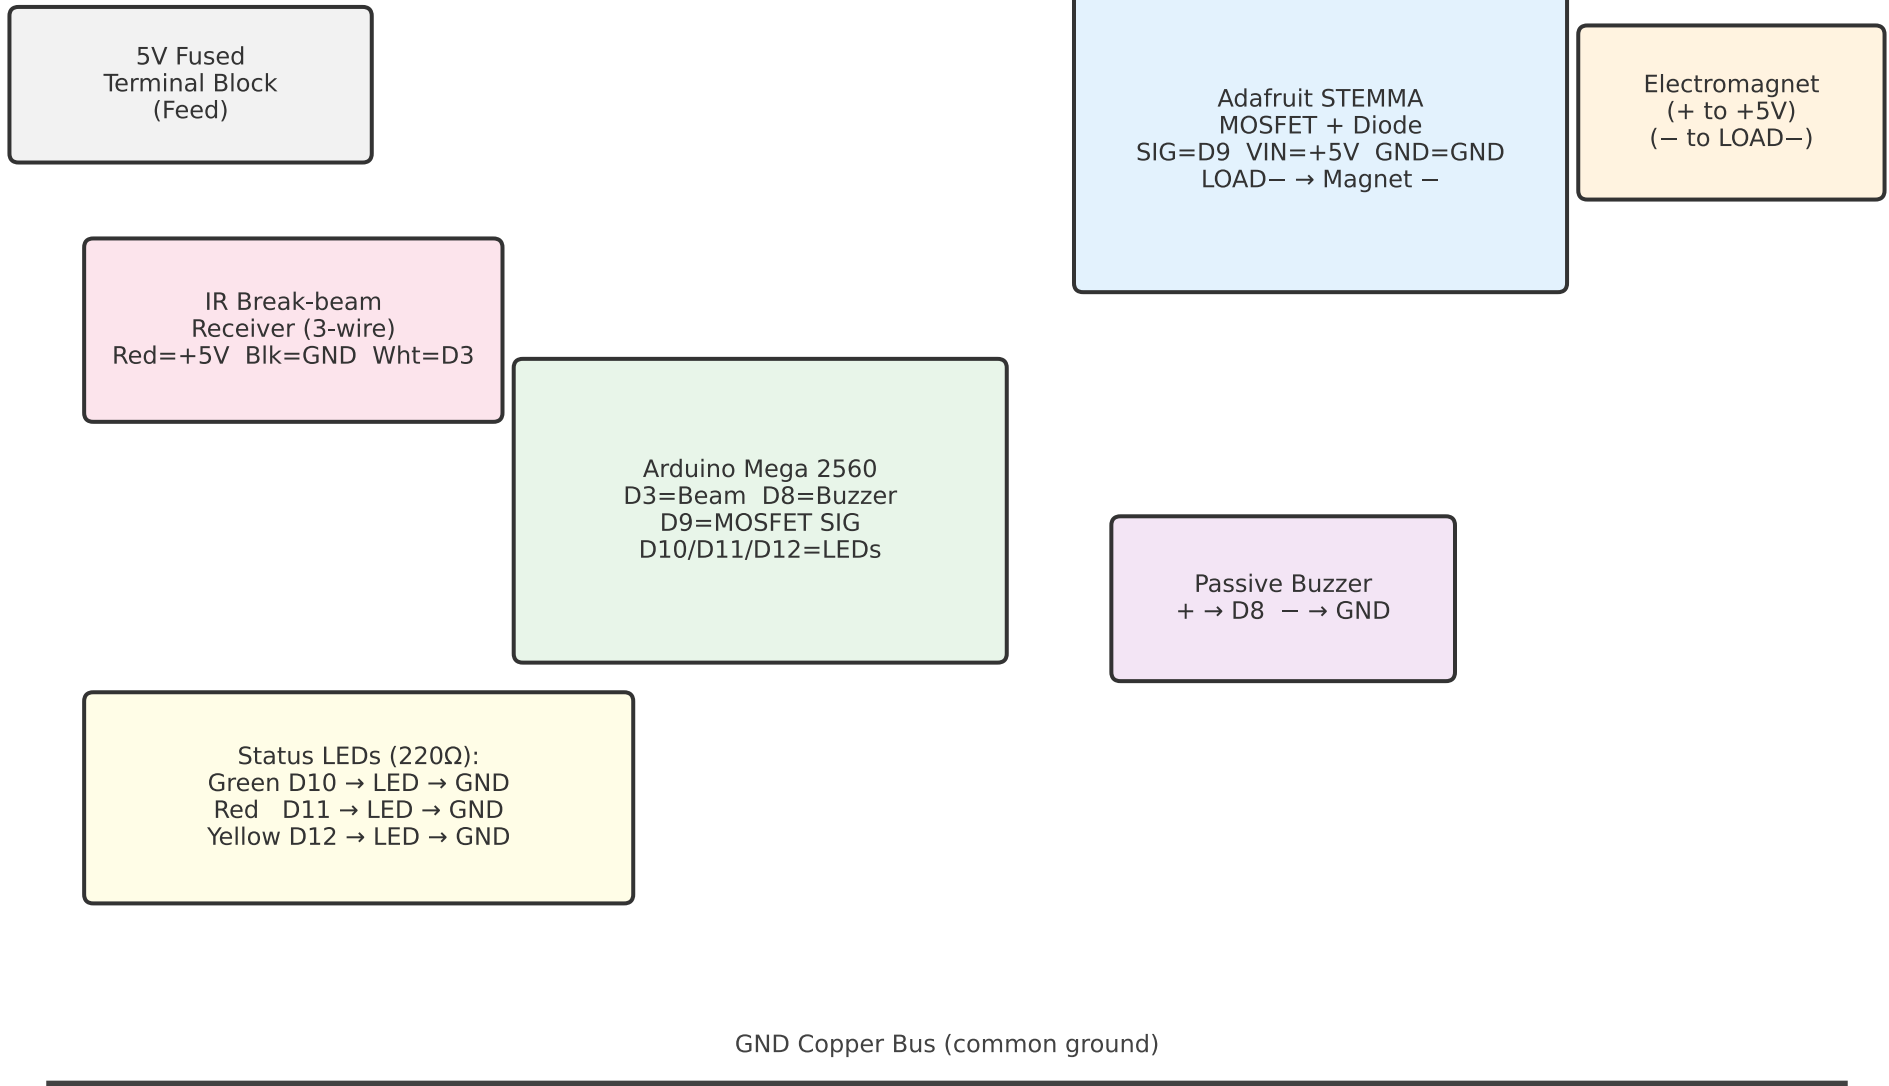 5V Fused
Terminal Block
(Feed)
Adafruit STEMMA
MOSFET + Diode
SIG=D9  VIN=+5V  GND=GND
LOAD− → Magnet −
Electromagnet
(+ to +5V)
(− to LOAD−)
IR Break-beam
Receiver (3-wire)
Red=+5V  Blk=GND  Wht=D3
Arduino Mega 2560
D3=Beam  D8=Buzzer
D9=MOSFET SIG
D10/D11/D12=LEDs
Passive Buzzer
+ → D8  − → GND
Status LEDs (220Ω):
Green D10 → LED → GND
Red   D11 → LED → GND
Yellow D12 → LED → GND
GND Copper Bus (common ground)